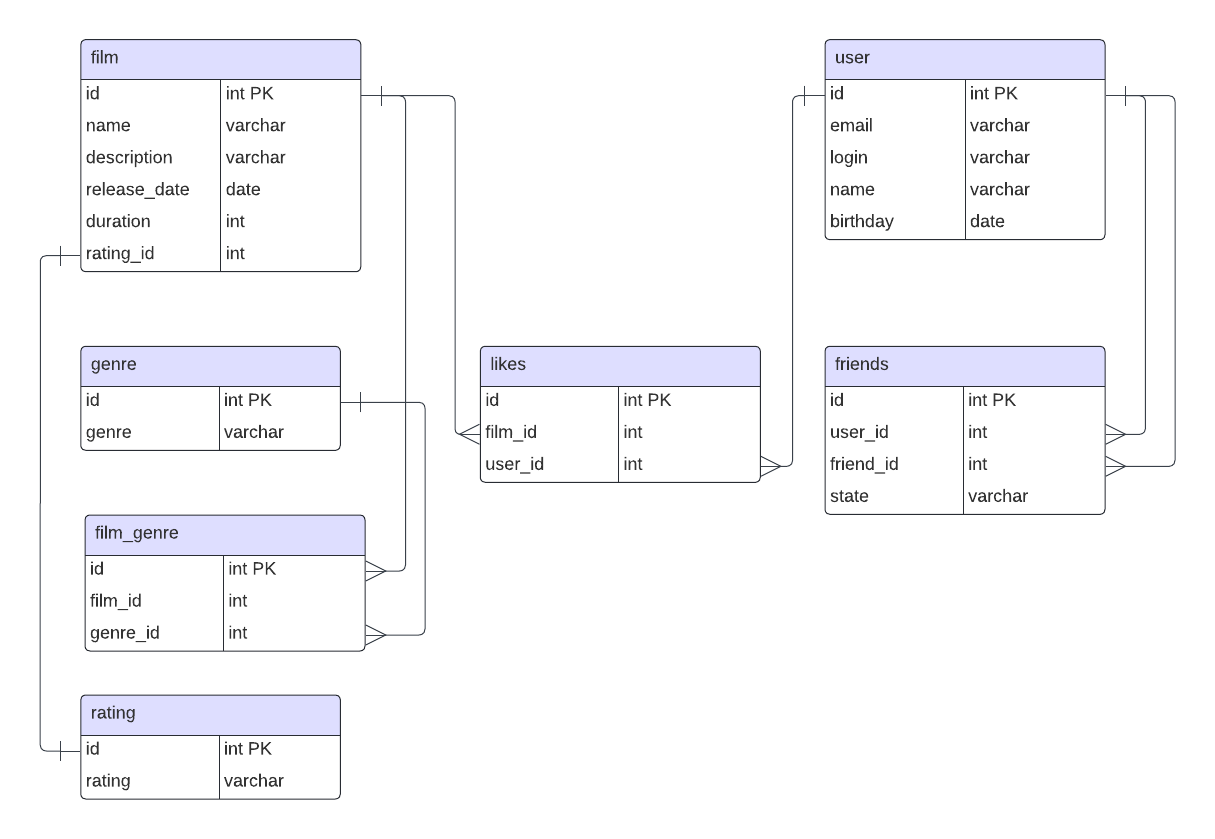 film
id int PK
name varchar
description varchar
release_date date
duration int
rating_id int
user
id int PK
email varchar
login varchar
name varchar
birthday date
genre
id int PK
genre varchar
likes
id int PK
film_id int
user_id int
friends
id int PK
user_id int
friend_id int
state varchar
film_genre
id int PK
film_id int
genre_id int
rating
id int PK
rating varchar